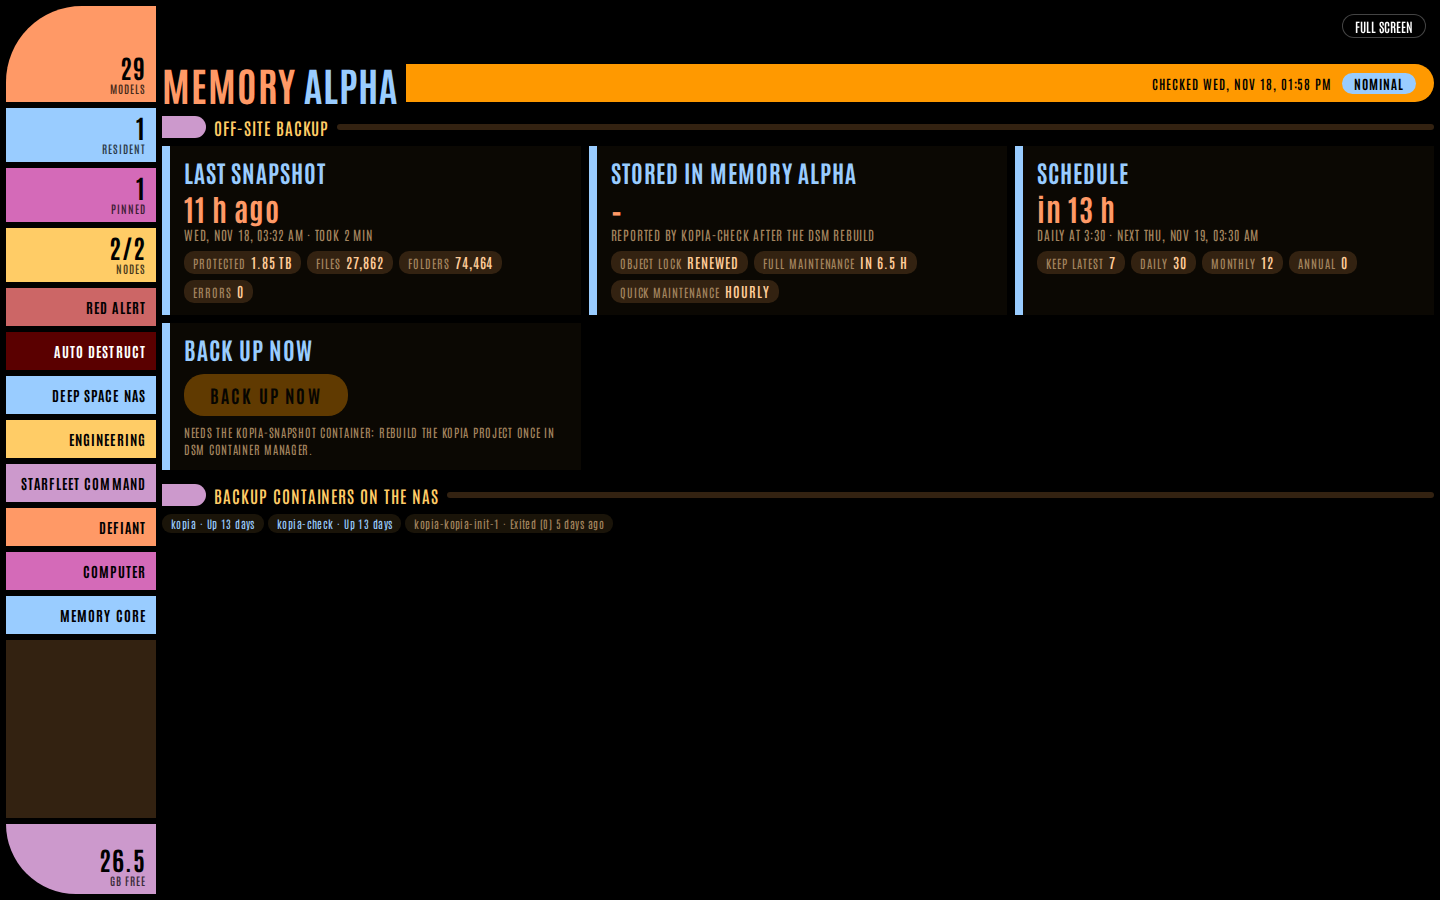 FULL SCREEN
29
MODELS
1
RESIDENT
1
PINNED
2/2
NODES
RED ALERT
AUTO DESTRUCT
DEEP SPACE NAS
ENGINEERING
STARFLEET COMMAND
DEFIANT
COMPUTER
MEMORY CORE
26.5
GB FREE
MEMORY ALPHA
CHECKED WED, NOV 18, 01:58 PM NOMINAL
OFF-SITE BACKUP
LAST SNAPSHOT
11 h ago
WED, NOV 18, 03:32 AM · TOOK 2 MIN
PROTECTED 1.85 TB FILES 27,862 FOLDERS 74,464
ERRORS 0
STORED IN MEMORY ALPHA
–
REPORTED BY KOPIA-CHECK AFTER THE DSM REBUILD
OBJECT LOCK RENEWED FULL MAINTENANCE IN 6.5 H
QUICK MAINTENANCE HOURLY
SCHEDULE
in 13 h
DAILY AT 3:30 · NEXT THU, NOV 19, 03:30 AM
KEEP LATEST 7 DAILY 30 MONTHLY 12 ANNUAL 0
BACK UP NOW
BACK UP NOW
NEEDS THE KOPIA-SNAPSHOT CONTAINER: REBUILD THE KOPIA PROJECT ONCE IN
DSM CONTAINER MANAGER.
BACKUP CONTAINERS ON THE NAS
kopia · Up 13 days kopia-check · Up 13 days kopia-kopia-init-1 · Exited (0) 5 days ago